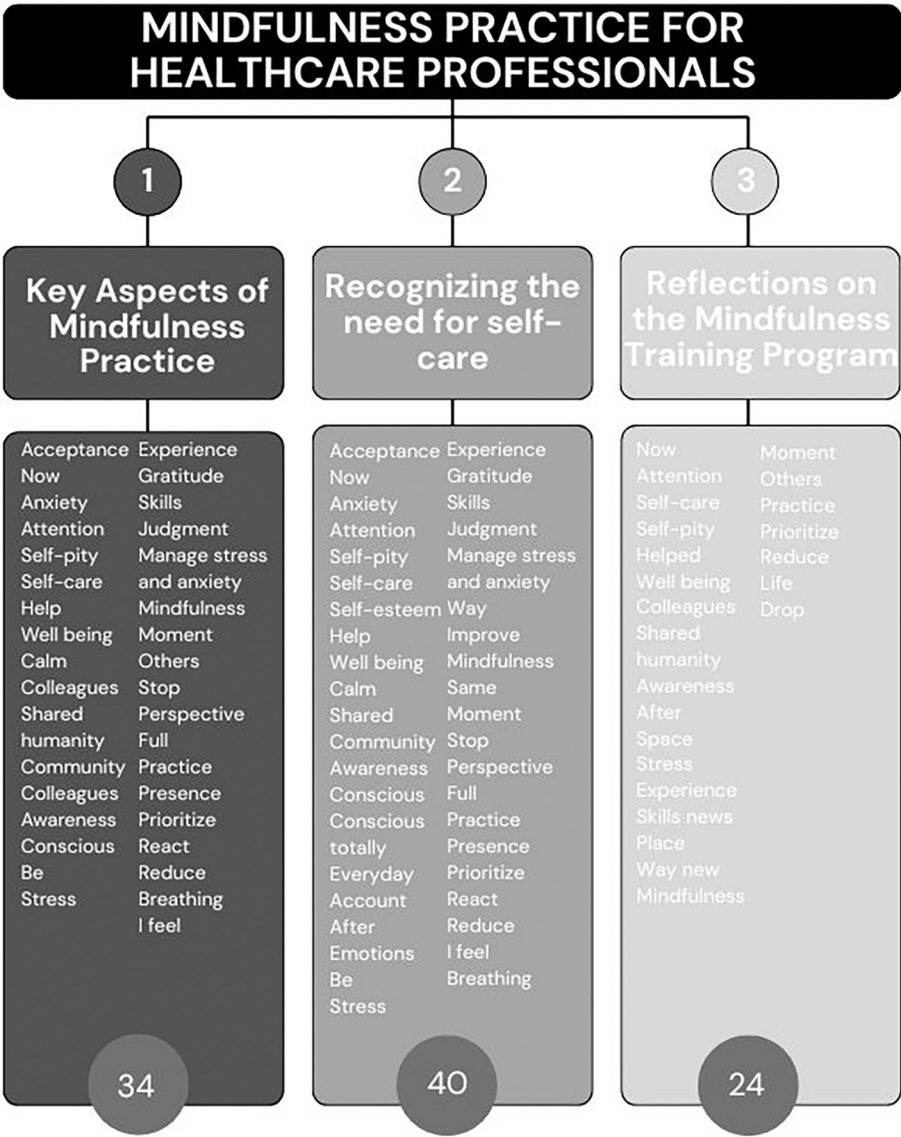 MINDFULNESS PRACTICE FOR
HEALTHCARE PROFESSIONALS
1
Key Aspects of
Mindfulness
Practice
Acceptance
Now
Anxiety
Attention
Self-pity
Self-care
Help
Well being
Calm
Colleagues
Shared
humanity
Community
Colleagues
Awareness
Conscious
Be
Stress
Experience
Gratitude
Skills
Judgment
Manage stress
and anxiety
Mindfulness
Moment
Others
Stop
Perspective
Full
Practice
Presence
Prioritize
React
Reduce
Breathing
I feel
34
2
Recognizing the
need for self-
care
Acceptance
Now
Anxiety
Attention
Self-pity
Self-care
Self-esteem
Help
Well being
Calm
Shared
Community
Awareness
Conscious
Conscious
totally
Everyday
Account
After
Emotions
Be
Stress
Experience
Gratitude
Skills
Judgment
Manage stress
and anxiety
Way
Improve
Mindfulness
Same
Moment
Stop
Perspective
Full
Practice
Presence
Prioritize
React
Reduce
I feel
Breathing
40
3
Reflections on
the Mindfulness
Training Program
Now
Attention
Self-care
Self-pity
Helped
Well being
Colleagues
Shared
humanity
Awareness
After
Space
Stress
Experience
Skills news
Place
Way new
Mindfulness
Moment
Others
Practice
Prioritize
Reduce
Life
Drop
24